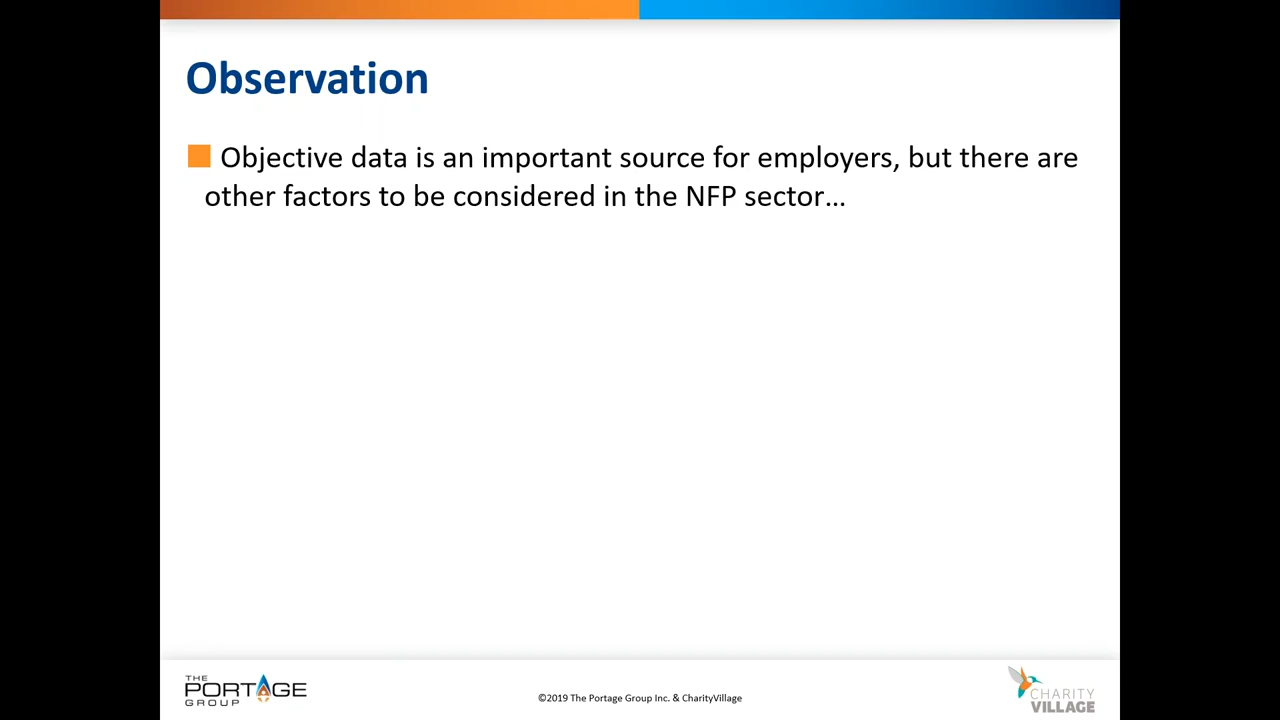 Observation
Objective data is an important source for employers, but there are
other factors to be considered in the NFP sector...
THE
PORTAGE
GROUP
©2019 The Portage Group Inc. & CharityVillage
CHARITY
VILLAGE